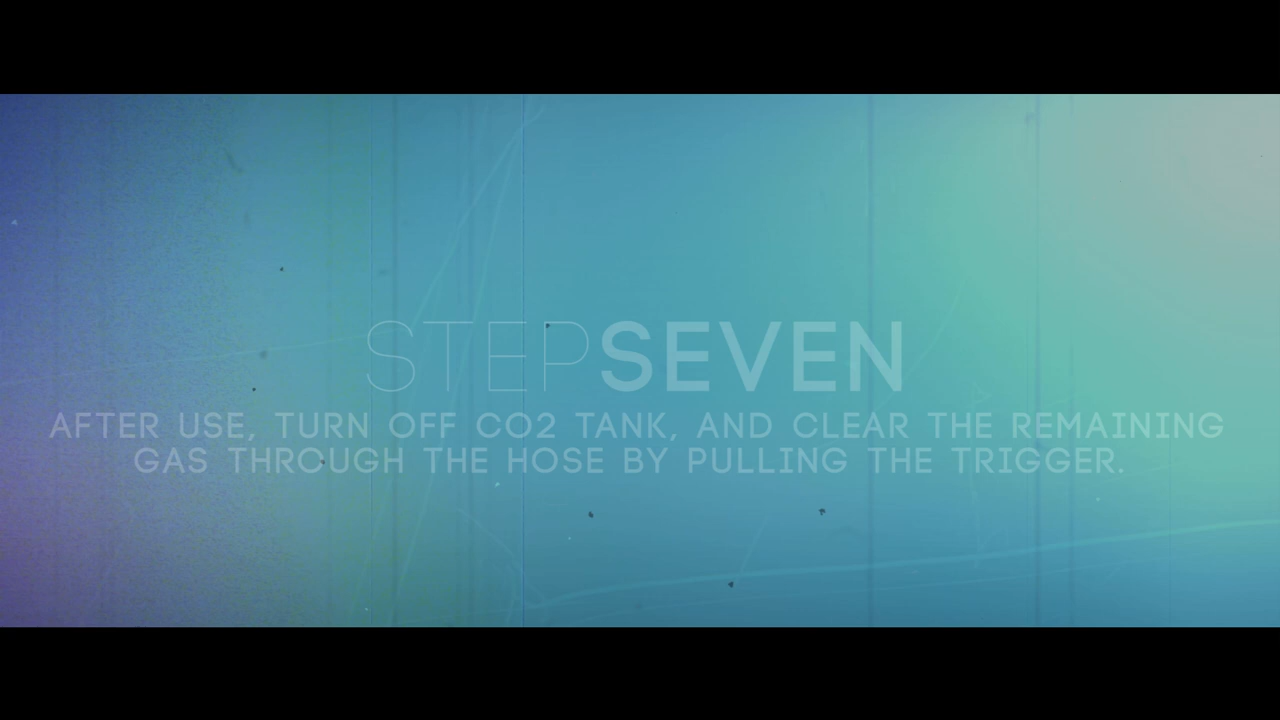 STEPSEVEN
AFTER USE, TURN OFF CO2 TANK, AND CLEAR THE REMAINING
GAS THROUGH THE HOSE BY PULLING THE TRIGGER.